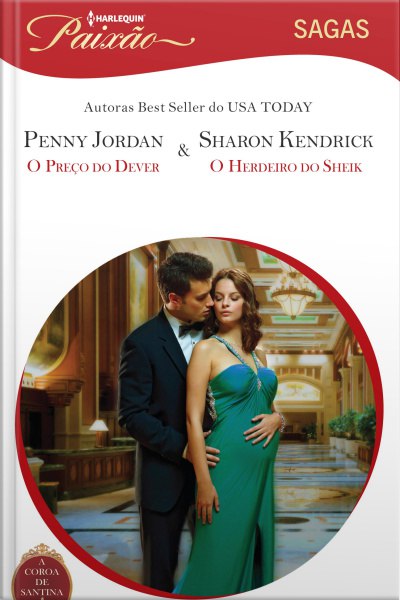 HARLEQUIN
Paixão
SAGAS
Autoras Best Seller do USA TODAY
PENNY JORDAN & SHARON KENDRICK
O PREÇO DO DEVER
O HERDEIRO DO SHEIK
A
COROA
DE
SANTINA